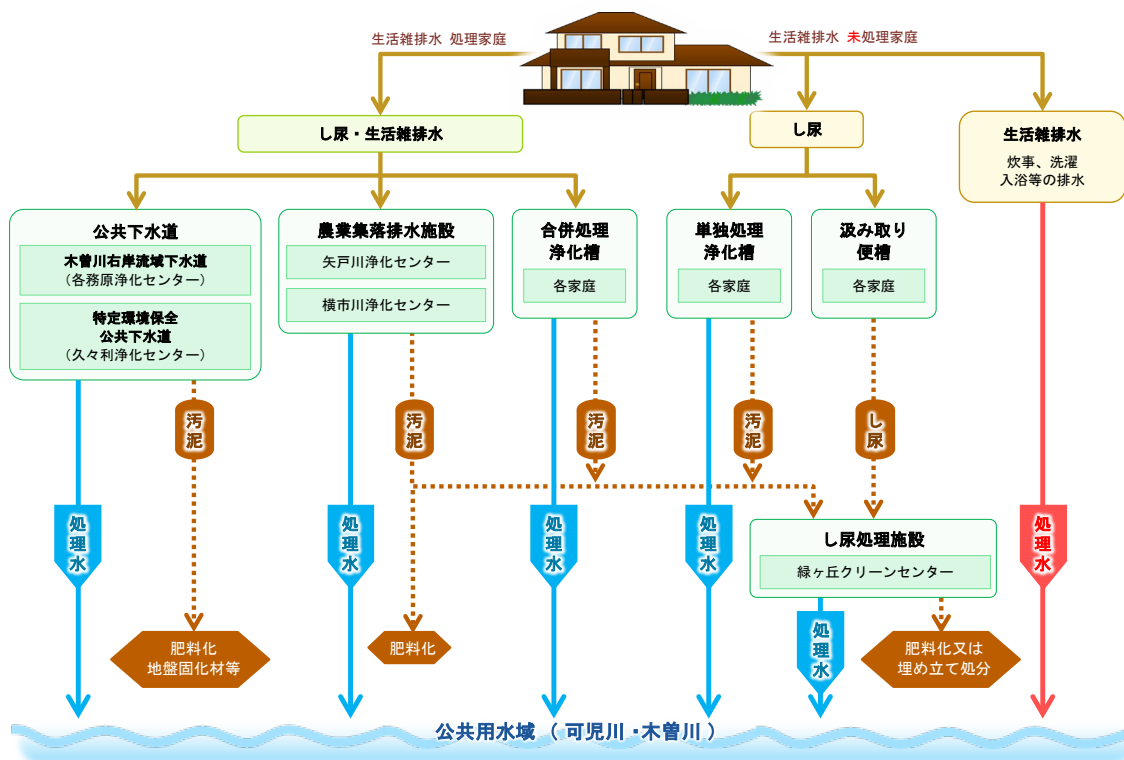 生活雑排水 処理家庭
生活雑排水 未処理家庭
し尿・生活雑排水
し尿
生活雑排水
炊事、洗濯
入浴等の排水
公共下水道
木曽川右岸流域下水道
（各務原浄化センター）
特定環境保全
公共下水道
（久々利浄化センター）
農業集落排水施設
矢戸川浄化センター
横市川浄化センター
合併処理
浄化槽
各家庭
単独処理
浄化槽
各家庭
汲み取り
便槽
各家庭
汚泥
汚泥
汚泥
汚泥
し尿
処理水
処理水
処理水
処理水
処理水
し尿処理施設
緑ヶ丘クリーンセンター
処理水
肥料化
地盤固化材等
肥料化
肥料化又は
埋め立て処分
公共用水域 （ 可児川・木曽川 ）